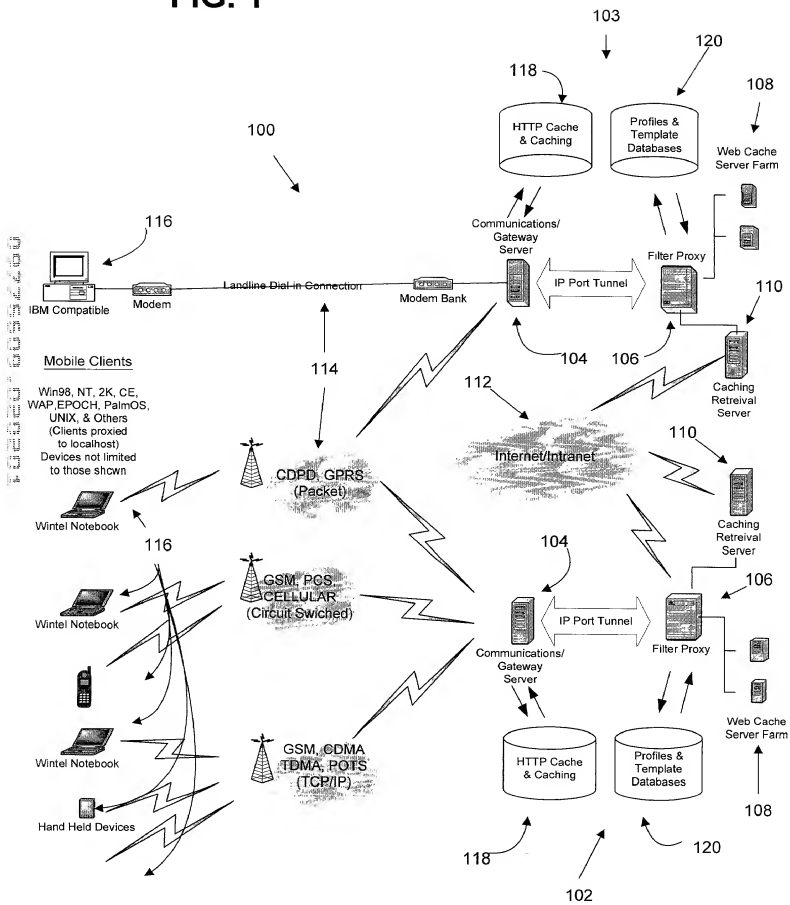 FIG. 1
103
118
120
108
HTTP Cache
& Caching
Profiles &
Template
Databases
Web Cache
Server Farm
100
116
Communications/
Gateway
Server
Filter Proxy
IP Port Tunnel
110
IBM Compatible
Modem
Landline Dial-in Connection
Modem Bank
104
106
Caching
Retreival
Server
Mobile Clients
Win98, NT, 2K, CE,
WAP,EPOCH, PalmOS,
UNIX, & Others
(Clients proxied
to localhost)
Devices not limited
to those shown
114
112
Internet/Intranet
110
CDPD, GPRS
(Packet)
Wintel Notebook
116
Caching
Retreival
Server
104
106
GSM, PCS
CELLULAR
(Circuit Swiched)
IP Port Tunnel
Wintel Notebook
Communications/
Gateway
Server
Filter Proxy
Web Cache
Server Farm
Wintel Notebook
GSM, CDMA
TDMA, POTS
(TCP/IP)
HTTP Cache
& Caching
Profiles &
Template
Databases
108
Hand Held Devices
118
120
102